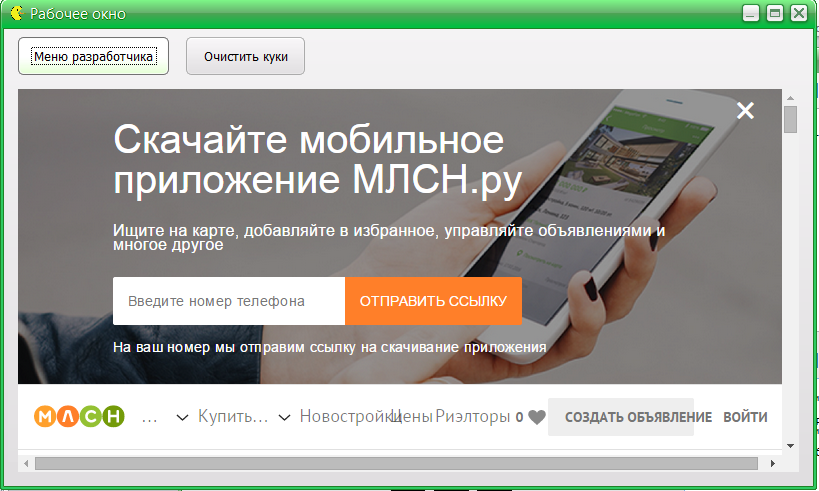 Рабочее окно
Меню разработчика
Очистить куки
Скачайте мобильное
приложение МЛСН.ру
Ищите на карте, добавляйте в избранное, управляйте объявлениями и
многое другое
Введите номер телефона
ОТПРАВИТЬ ССЫЛКУ
На ваш номер мы отправим ссылку на скачивание приложения
МЛСН ... Купить... Новостройки Цены Риэлторы 0 СОЗДАТЬ ОБЪЯВЛЕНИЕ ВОЙТИ